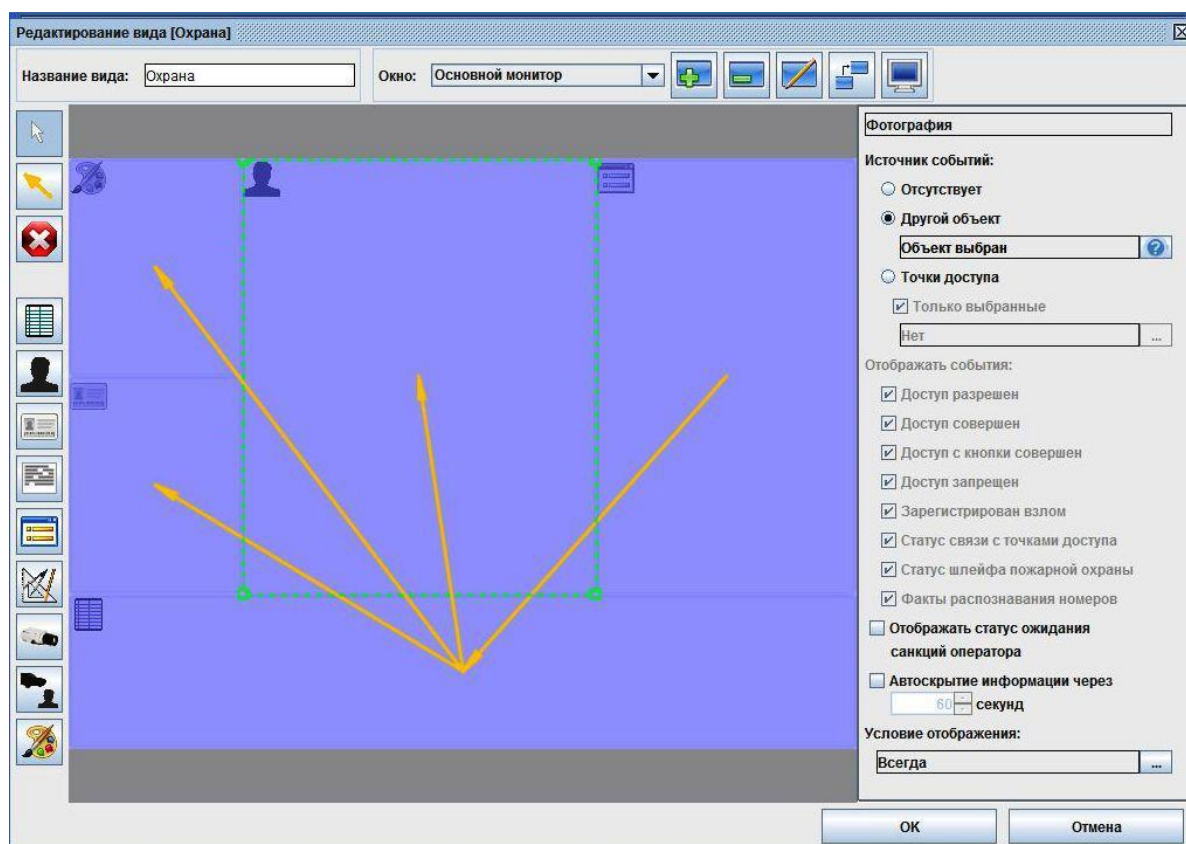 Редактирование вида [Охрана]
Название вида: Охрана
Окно: Основной монитор
Фотография
Источник событий:
Отсутствует
Другой объект
Объект выбран
Точки доступа
Только выбранные
Нет
...
Отображать события:
Доступ разрешен
Доступ совершен
Доступ с кнопки совершен
Доступ запрещен
Зарегистрирован взлом
Статус связи с точками доступа
Статус шлейфа пожарной охраны
Факты распознавания номеров
Отображать статус ожидания
санкций оператора
Автоскрытие информации через
60 секунд
Условие отображения:
Всегда
...
OK
Отмена